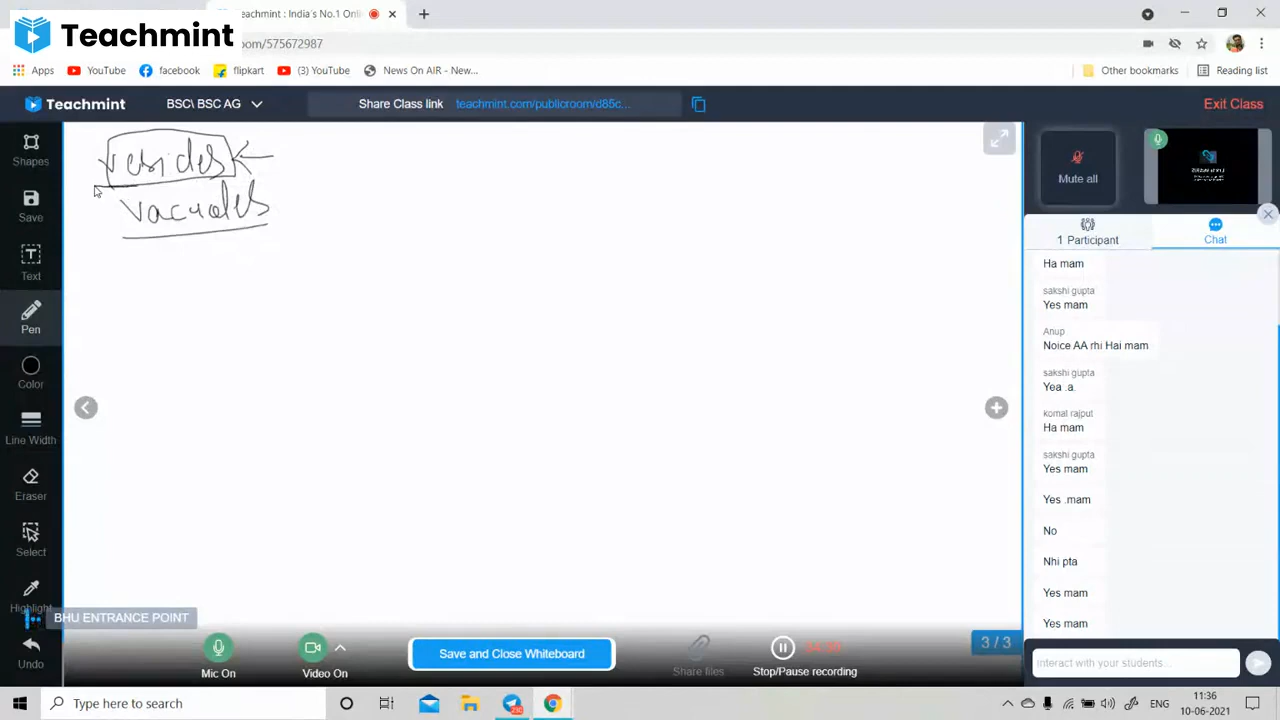 Teachmint
Teachmint : India's No.1 Onli
oom/575672987
Apps
YouTube
facebook
flipkart
(3) YouTube
News On AIR - New...
Other bookmarks
Reading list
Teachmint
BSC\ BSC AG
Share Class link
teachmint.com/publicroom/d85c...
Exit Class
Shapes
Save
Text
Pen
Color
Line Width
Eraser
Select
Highlight
Undo
Mute all
1 Participant
Chat
Ha mam
sakshi gupta
Yes mam
Anup
Noice AA rhi Hai mam
sakshi gupta
Yea .a.
komal rajput
Ha mam
sakshi gupta
Yes mam
Yes .mam
No
Nhi pta
Yes mam
Yes mam
BHU ENTRANCE POINT
Mic On
Video On
Save and Close Whiteboard
Share files
Stop/Pause recording
3 / 3
Interact with your students...
Type here to search
ENG
11:36
10-06-2021